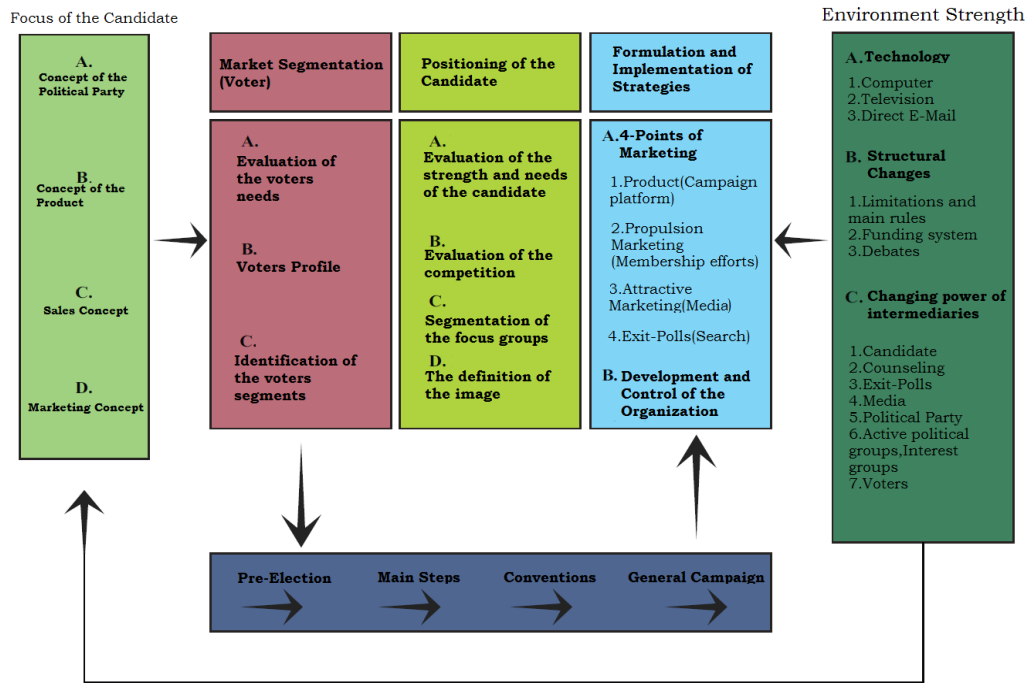 Focus of the Candidate
A.
Concept of the
Political Party
B.
Concept of the
Product
C.
Sales Concept
D.
Marketing Concept
Market Segmentation
(Voter)
A.
Evaluation of
the voters
needs
B.
Voters Profile
C.
Identification of
the voters
segments
Positioning of the
Candidate
A.
Evaluation of the
strength and needs
of the candidate
B.
Evaluation of the
competition
C.
Segmentation of
the focus groups
D.
The definition of
the image
Formulation and
Implementation of
Strategies
A.4-Points of
Marketing
1.Product(Campaign
platform)
2.Propulsion
Marketing
(Membership efforts)
3.Attractive
Marketing(Media)
4.Exit-Polls(Search)
B. Development and
Control of the
Organization
Environment Strength
A.Technology
1.Computer
2.Television
3.Direct E-Mail
B. Structural
Changes
1.Limitations and
main rules
2.Funding system
3.Debates
C. Changing power of
intermediaries
1.Candidate
2.Counseling
3.Exit-Polls
4.Media
5.Political Party
6.Active political
groups,Interest
groups
7.Voters
Pre-Election
Main Steps
Conventions
General Campaign